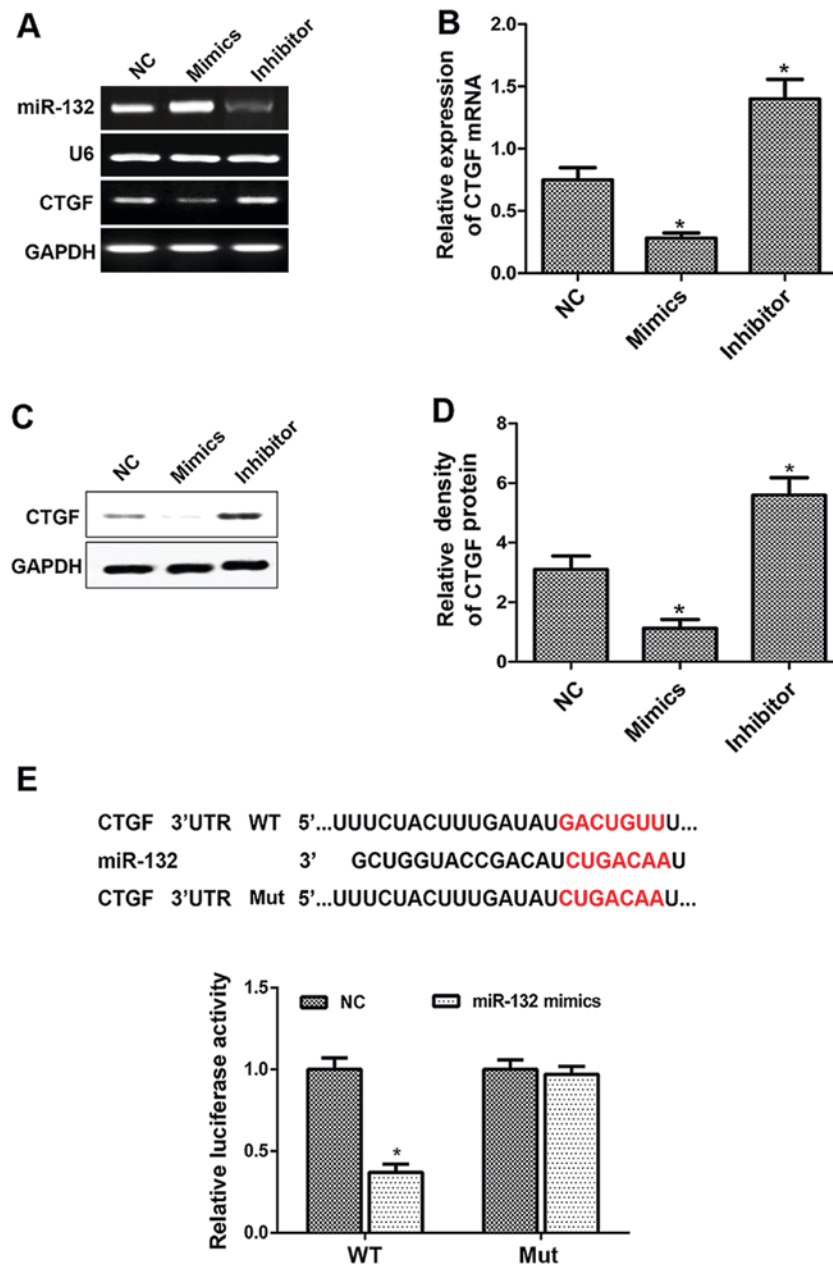 A
NC Mimics Inhibitor
miR-132
U6
CTGF
GAPDH
B
Relative expression
of CTGF mRNA
1.5
1.0
0.5
0.0
* *
NC Mimics Inhibitor
C
NC Mimics Inhibitor
CTGF
GAPDH
D
Relative density
of CTGF protein
8
6
4
2
0
* *
NC Mimics Inhibitor
E
CTGF 3'UTR WT 5'...UUUCUACUUUGAUAUGACUGUUU...
miR-132 3' GCUGGUACCGACAUCUGACAAU
CTGF 3'UTR Mut 5'...UUUCUACUUUGAUAUCUGACAAU...
Relative luciferase activity
1.5
1.0
0.5
0.0
NC miR-132 mimics
*
WT Mut